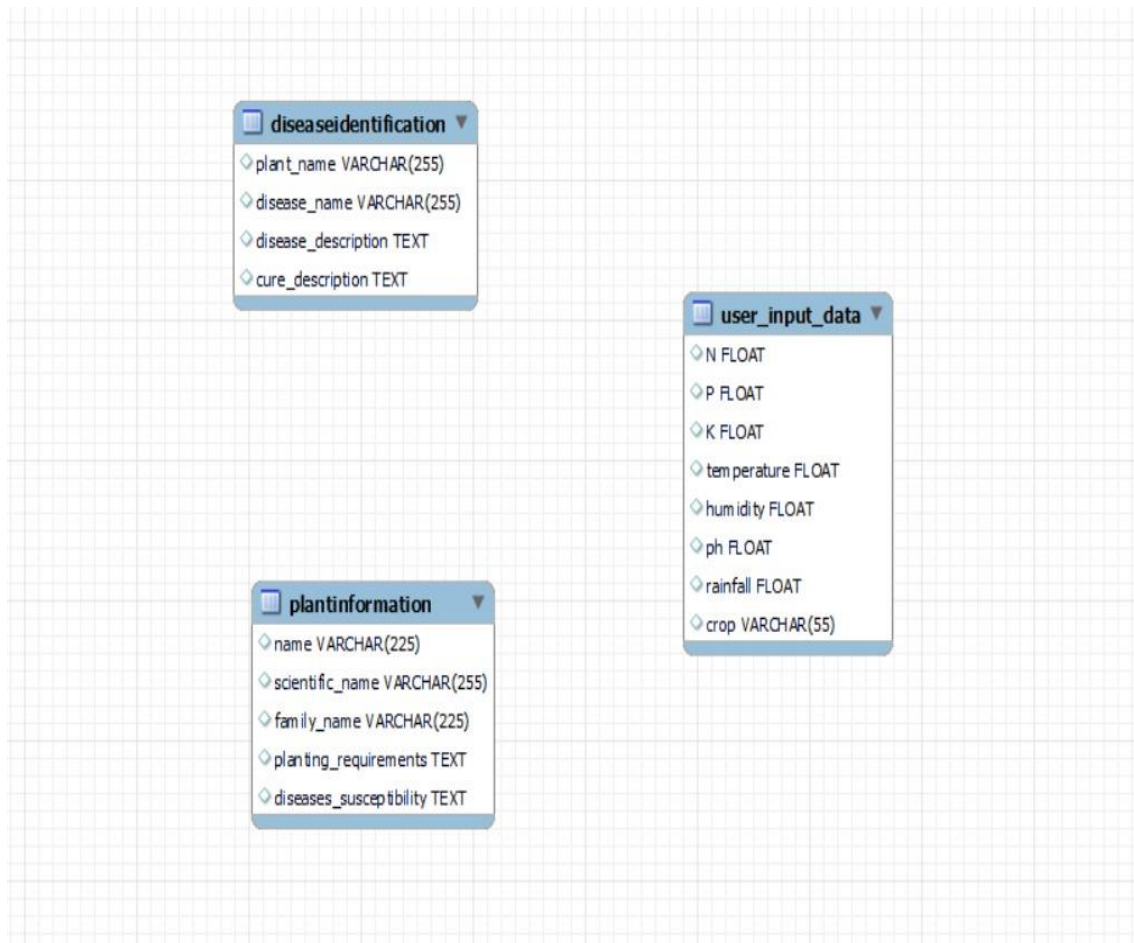 diseaseidentification
plant_name VARCHAR(255)
disease_name VARCHAR(255)
disease_description TEXT
cure_description TEXT
user_input_data
N FLOAT
P FLOAT
K FLOAT
temperature FLOAT
humidity FLOAT
ph FLOAT
rainfall FLOAT
crop VARCHAR(55)
plantinformation
name VARCHAR(225)
scientific_name VARCHAR(255)
family_name VARCHAR(225)
planting_requirements TEXT
diseases_susceptibility TEXT